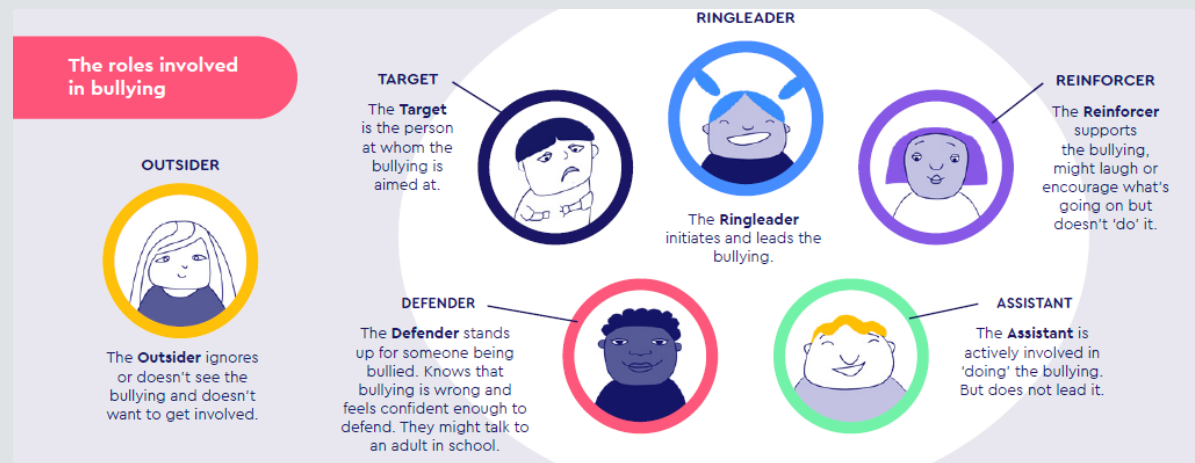 The roles involved
in bullying
OUTSIDER
The Outsider ignores
or doesn't see the
bullying and doesn't
want to get involved.
TARGET
The Target
is the person
at whom the
bullying is
aimed at.
RINGLEADER
The Ringleader
initiates and leads the
bullying.
REINFORCER
The Reinforcer
supports
the bullying,
might laugh or
encourage what's
going on but
doesn't ‘do’ it.
DEFENDER
The Defender stands
up for someone being
bullied. Knows that
bullying is wrong and
feels confident enough to
defend. They might talk to
an adult in school.
ASSISTANT
The Assistant is
actively involved in
‘doing’ the bullying.
But does not lead it.